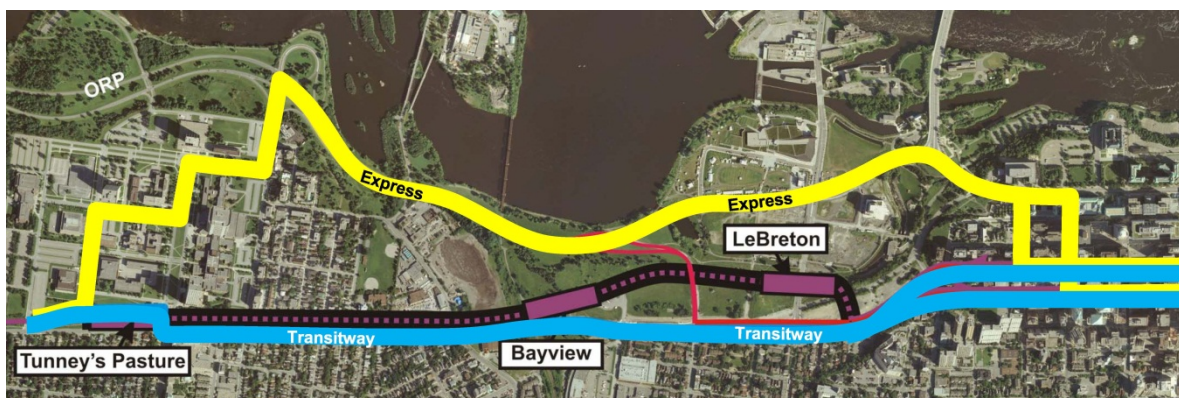 ORP
Express
Express
LeBreton
Transitway
Transitway
Bayview
Tunney's Pasture